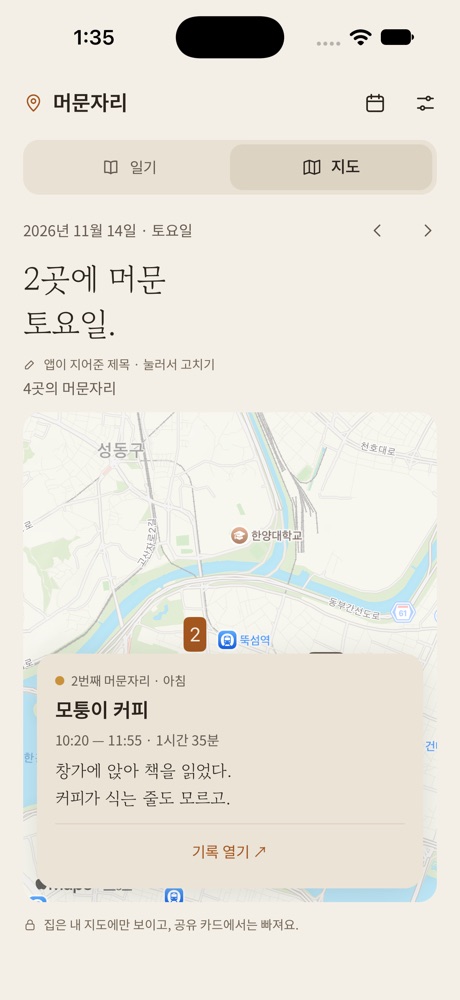 1:35
머문자리
일기
지도
2026년 11월 14일 · 토요일
2곳에 머문
토요일.
앱이 지어준 제목 · 눌러서 고치기
4곳의 머문자리
성동구
천호대로
고산자로2길
한양대학교
동부간선도로
61
2
뚝섬역
2번째 머문자리 · 아침
모퉁이 커피
10:20 — 11:55 · 1시간 35분
창가에 앉아 책을 읽었다.
커피가 식는 줄도 모르고.
기록 열기 ↗
집은 내 지도에만 보이고, 공유 카드에서는 빠져요.